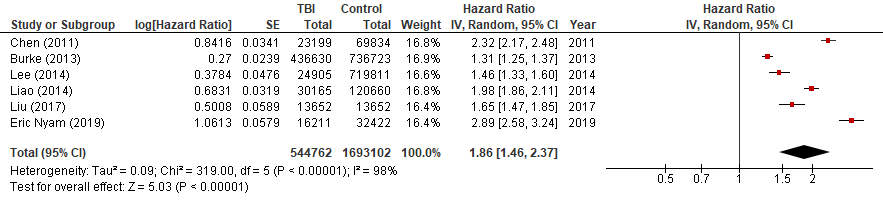 TBI Control Hazard Ratio Hazard Ratio
Study or Subgroup log[Hazard Ratio] SE Total Total Weight IV, Random, 95% CI Year IV, Random, 95% CI
Chen (2011) 0.8416 0.0341 23199 69834 16.8% 2.32 [2.17, 2.48] 2011
Burke (2013) 0.27 0.0239 436630 736723 16.8% 1.31 [1.25, 1.37] 2013
Lee (2014) 0.3784 0.0476 24905 719811 16.6% 1.46 [1.33, 1.60] 2014
Liao (2014) 0.6831 0.0319 30165 120660 16.8% 1.98 [1.86, 2.11] 2014
Liu (2017) 0.5008 0.0589 13652 13652 16.5% 1.65 [1.47, 1.85] 2017
Eric Nyam (2019) 1.0613 0.0579 16211 32422 16.5% 2.89 [2.58, 3.24] 2019
Total (95% CI) 544762 1693102 100.0% 1.86 [1.46, 2.37]
Heterogeneity: Tau² = 0.09; Chi² = 319.00, df = 5 (P < 0.00001); I² = 98%
Test for overall effect: Z = 5.03 (P < 0.00001)
0.5 0.7 1 1.5 2